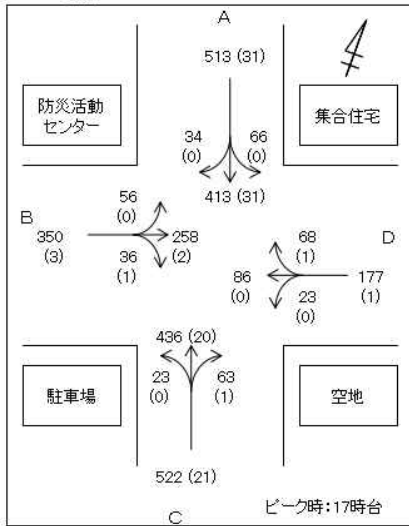 A
513 (31)
防災活動
センター
集合住宅
34
(0)
66
(0)
413 (31)
56
(0)
B
350
(3)
258
(2)
36
(1)
68
(1)
D
86
(0)
177
(1)
23
(0)
436 (20)
23
(0)
63
(1)
駐車場
空地
522 (21)
ピーク時:17時台
C